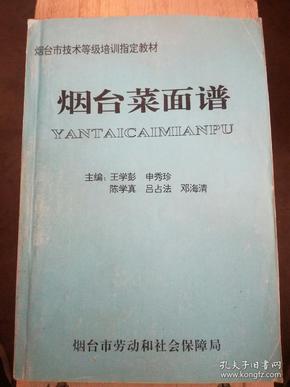 烟台市技术等级培训指定教材
烟台菜面谱
YANTAICAIMIANPU
主编：王学彭 申秀珍
陈学真 吕占法 邓海清
烟台市劳动和社会保障局
孔夫子旧书网